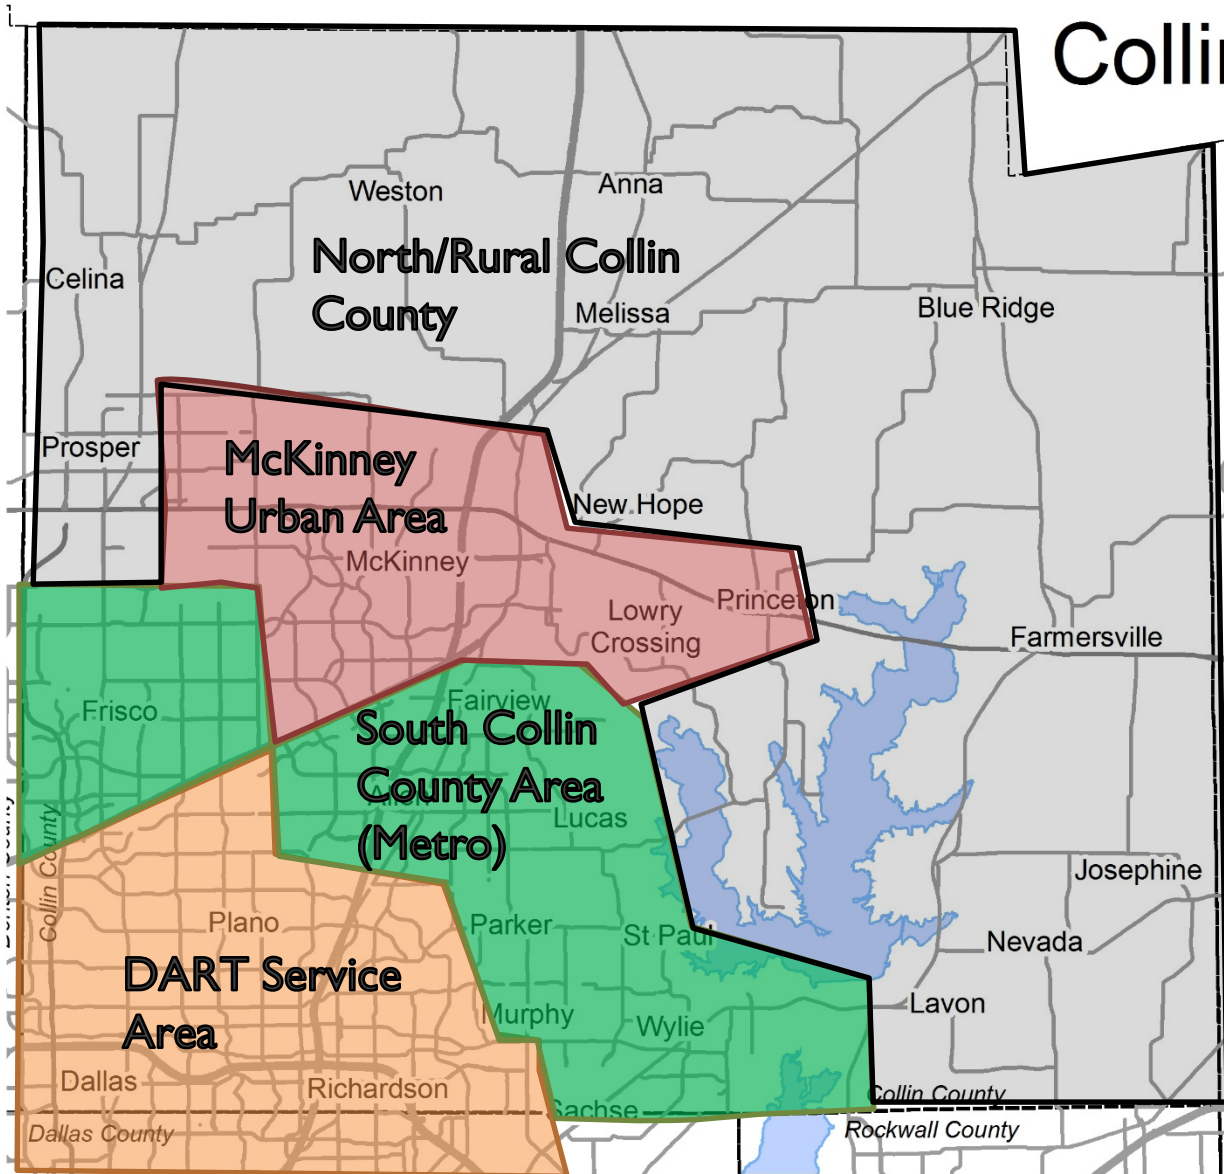 Collin
Weston
Anna
North/Rural Collin
County
Celina
Melissa
Blue Ridge
Prosper
McKinney
Urban Area
New Hope
McKinney
Princeton
Lowry
Crossing
Farmersville
Frisco
Fairview
South Collin
County Area
(Metro)
Allen
Lucas
Collin County
Josephine
Plano
Parker
St Paul
Nevada
DART Service
Area
Murphy
Wylie
Lavon
Dallas
Richardson
Sachse
Collin County
Dallas County
Rockwall County